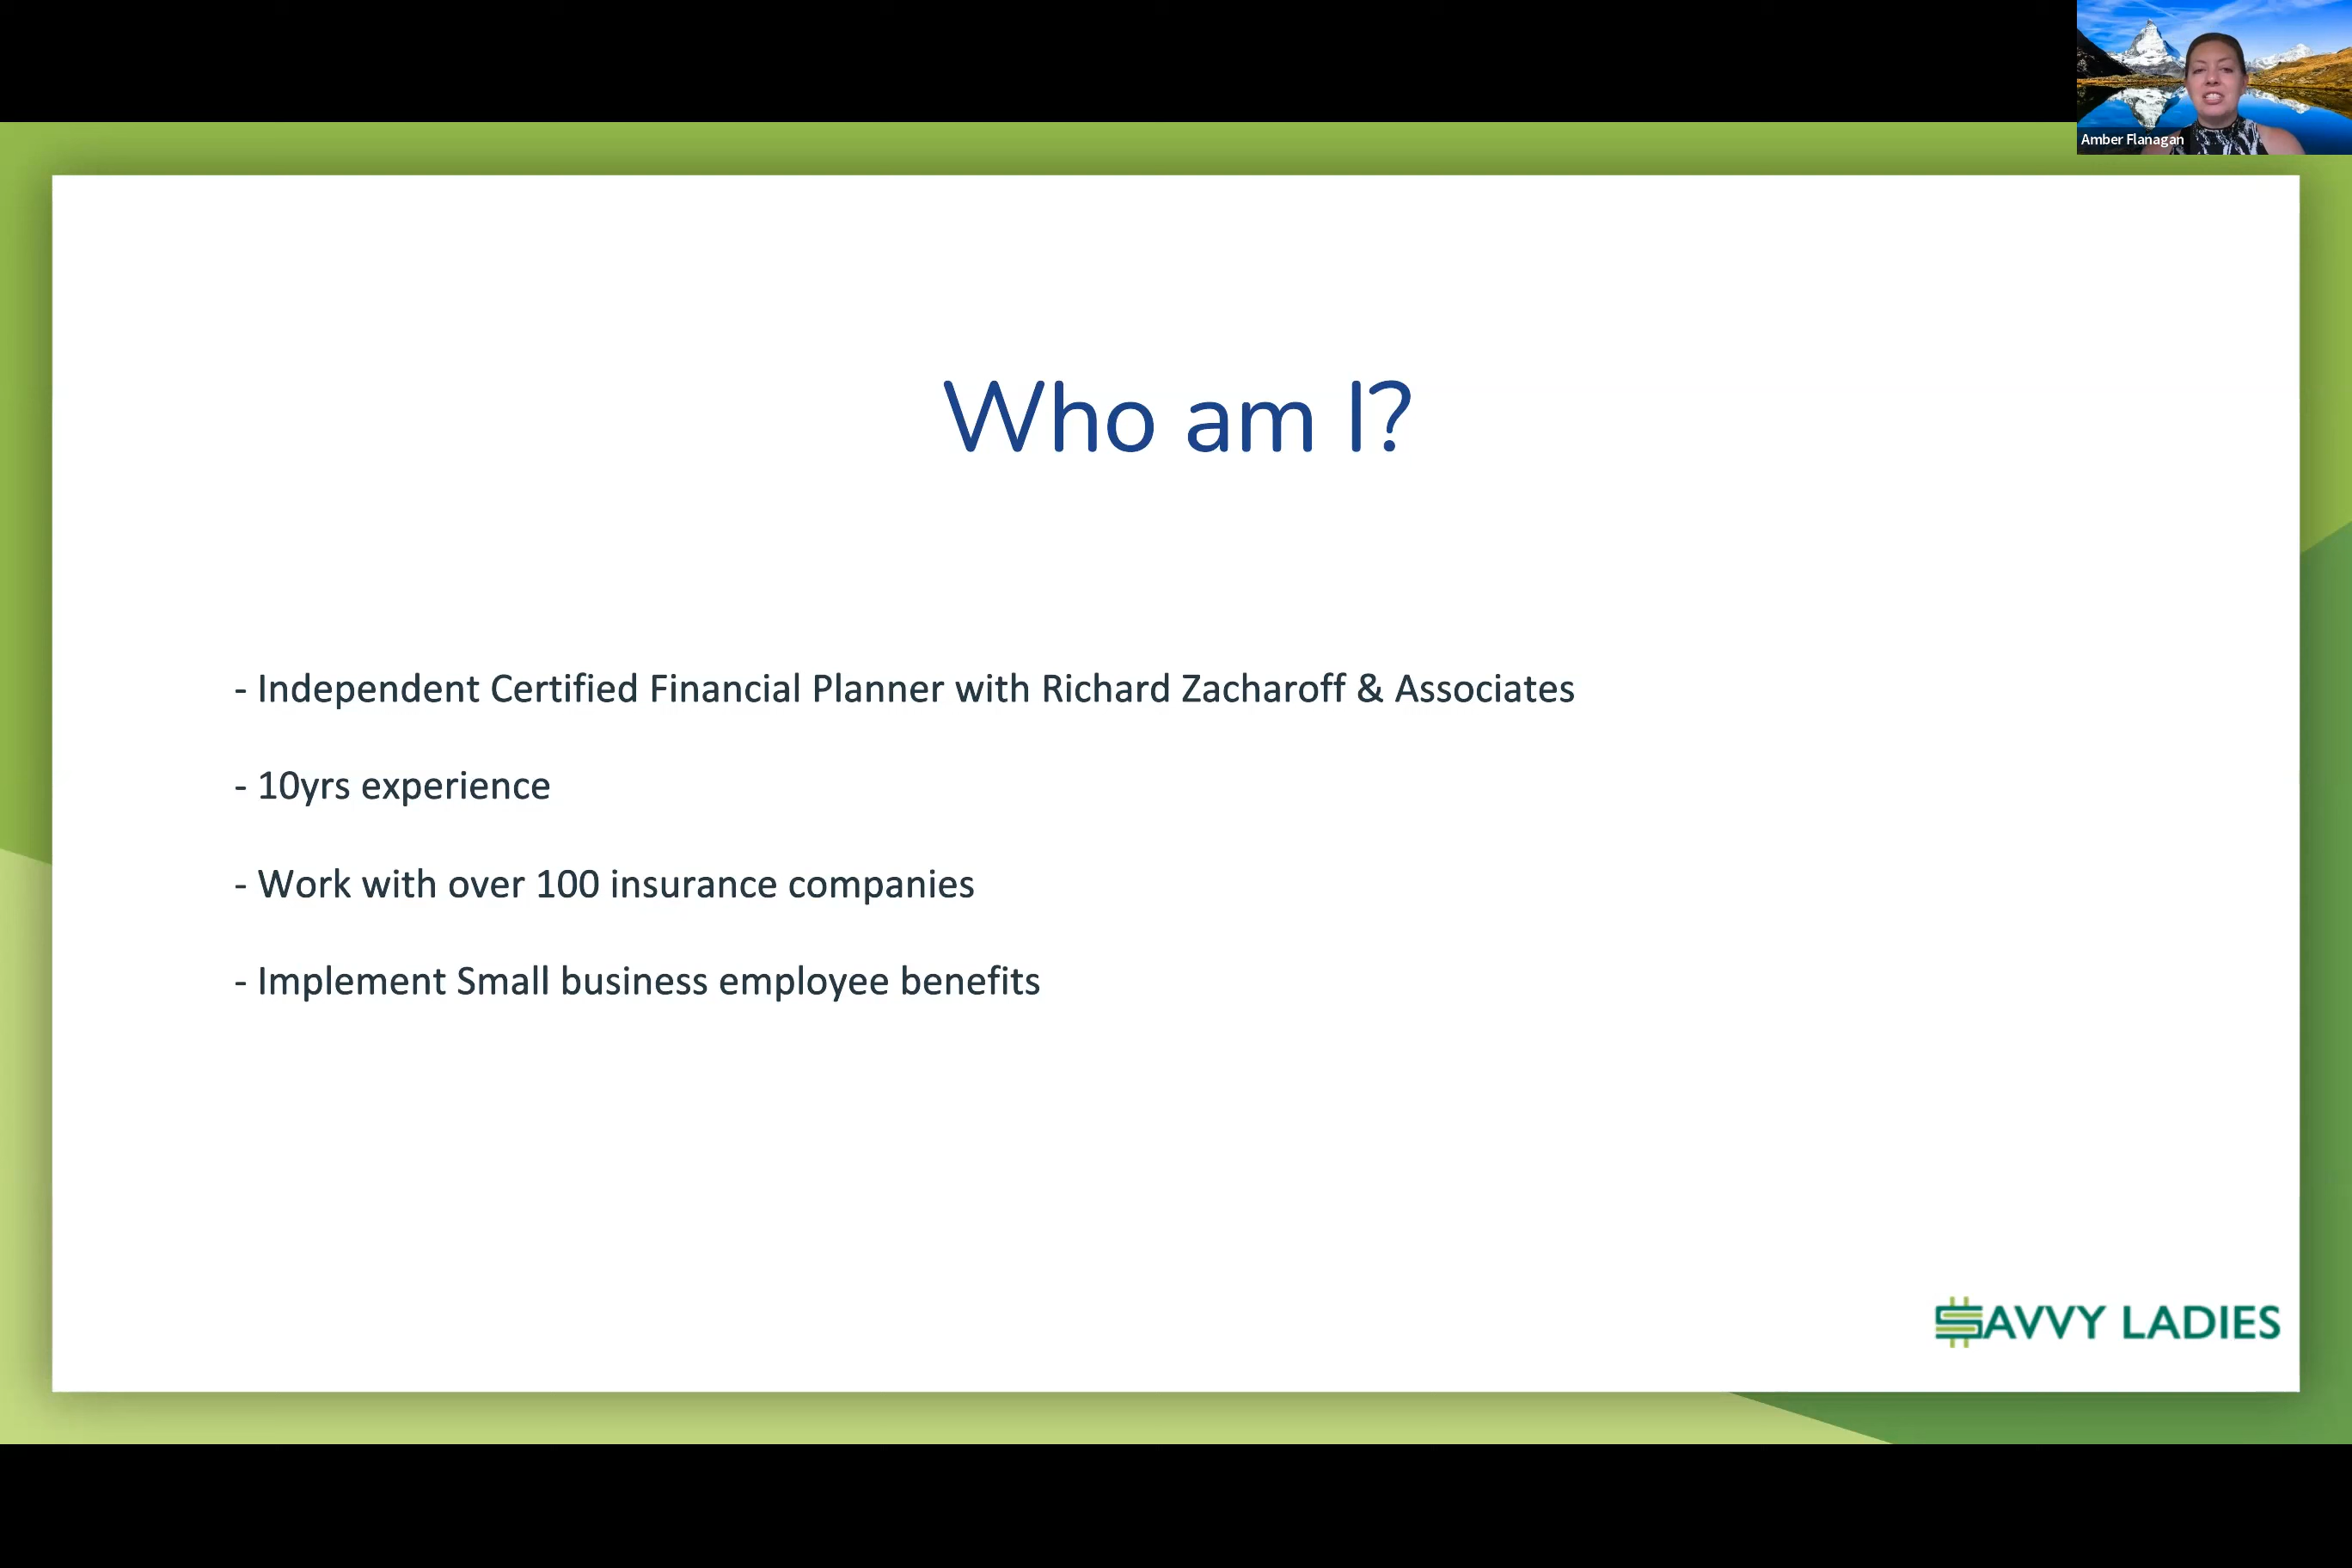 Amber Flanagan
Who am I?
- Independent Certified Financial Planner with Richard Zacharoff & Associates
- 10yrs experience
- Work with over 100 insurance companies
- Implement Small business employee benefits
SAVVY LADIES